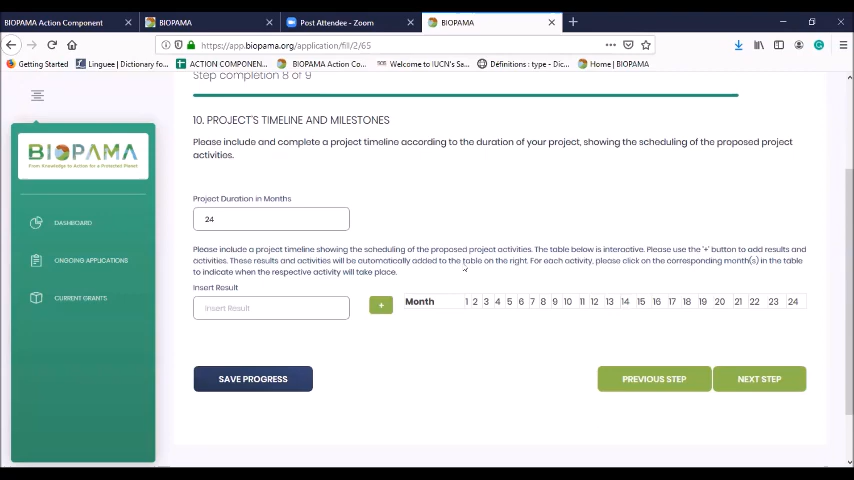 BIOPAMA Action Component
BIOPAMA
Post Attendee - Zoom
BIOPAMA
https://app.biopama.org/application/fill/2/65
Getting Started
Linguee | Dictionary fo...
ACTION COMPONEN...
BIOPAMA Action Co...
Welcome to IUCN's Sa...
Définitions : type - Dic...
Home | BIOPAMA
Step completion 8 of 9
BIOPAMA
From Knowledge to Action for a Protected Planet
DASHBOARD
ONGOING APPLICATIONS
CURRENT GRANTS
10. PROJECT'S TIMELINE AND MILESTONES
Please include and complete a project timeline according to the duration of your project, showing the scheduling of the proposed project
activities.
Project Duration in Months
24
Please include a project timeline showing the scheduling of the proposed project activities. The table below is interactive. Please use the '+' button to add results and
activities. These results and activities will be automatically added to the table on the right. For each activity, please click on the corresponding month(s) in the table
to indicate when the respective activity will take place.
Insert Result
Insert Result
+
Month 1 2 3 4 5 6 7 8 9 10 11 12 13 14 15 16 17 18 19 20 21 22 23 24
SAVE PROGRESS
PREVIOUS STEP
NEXT STEP